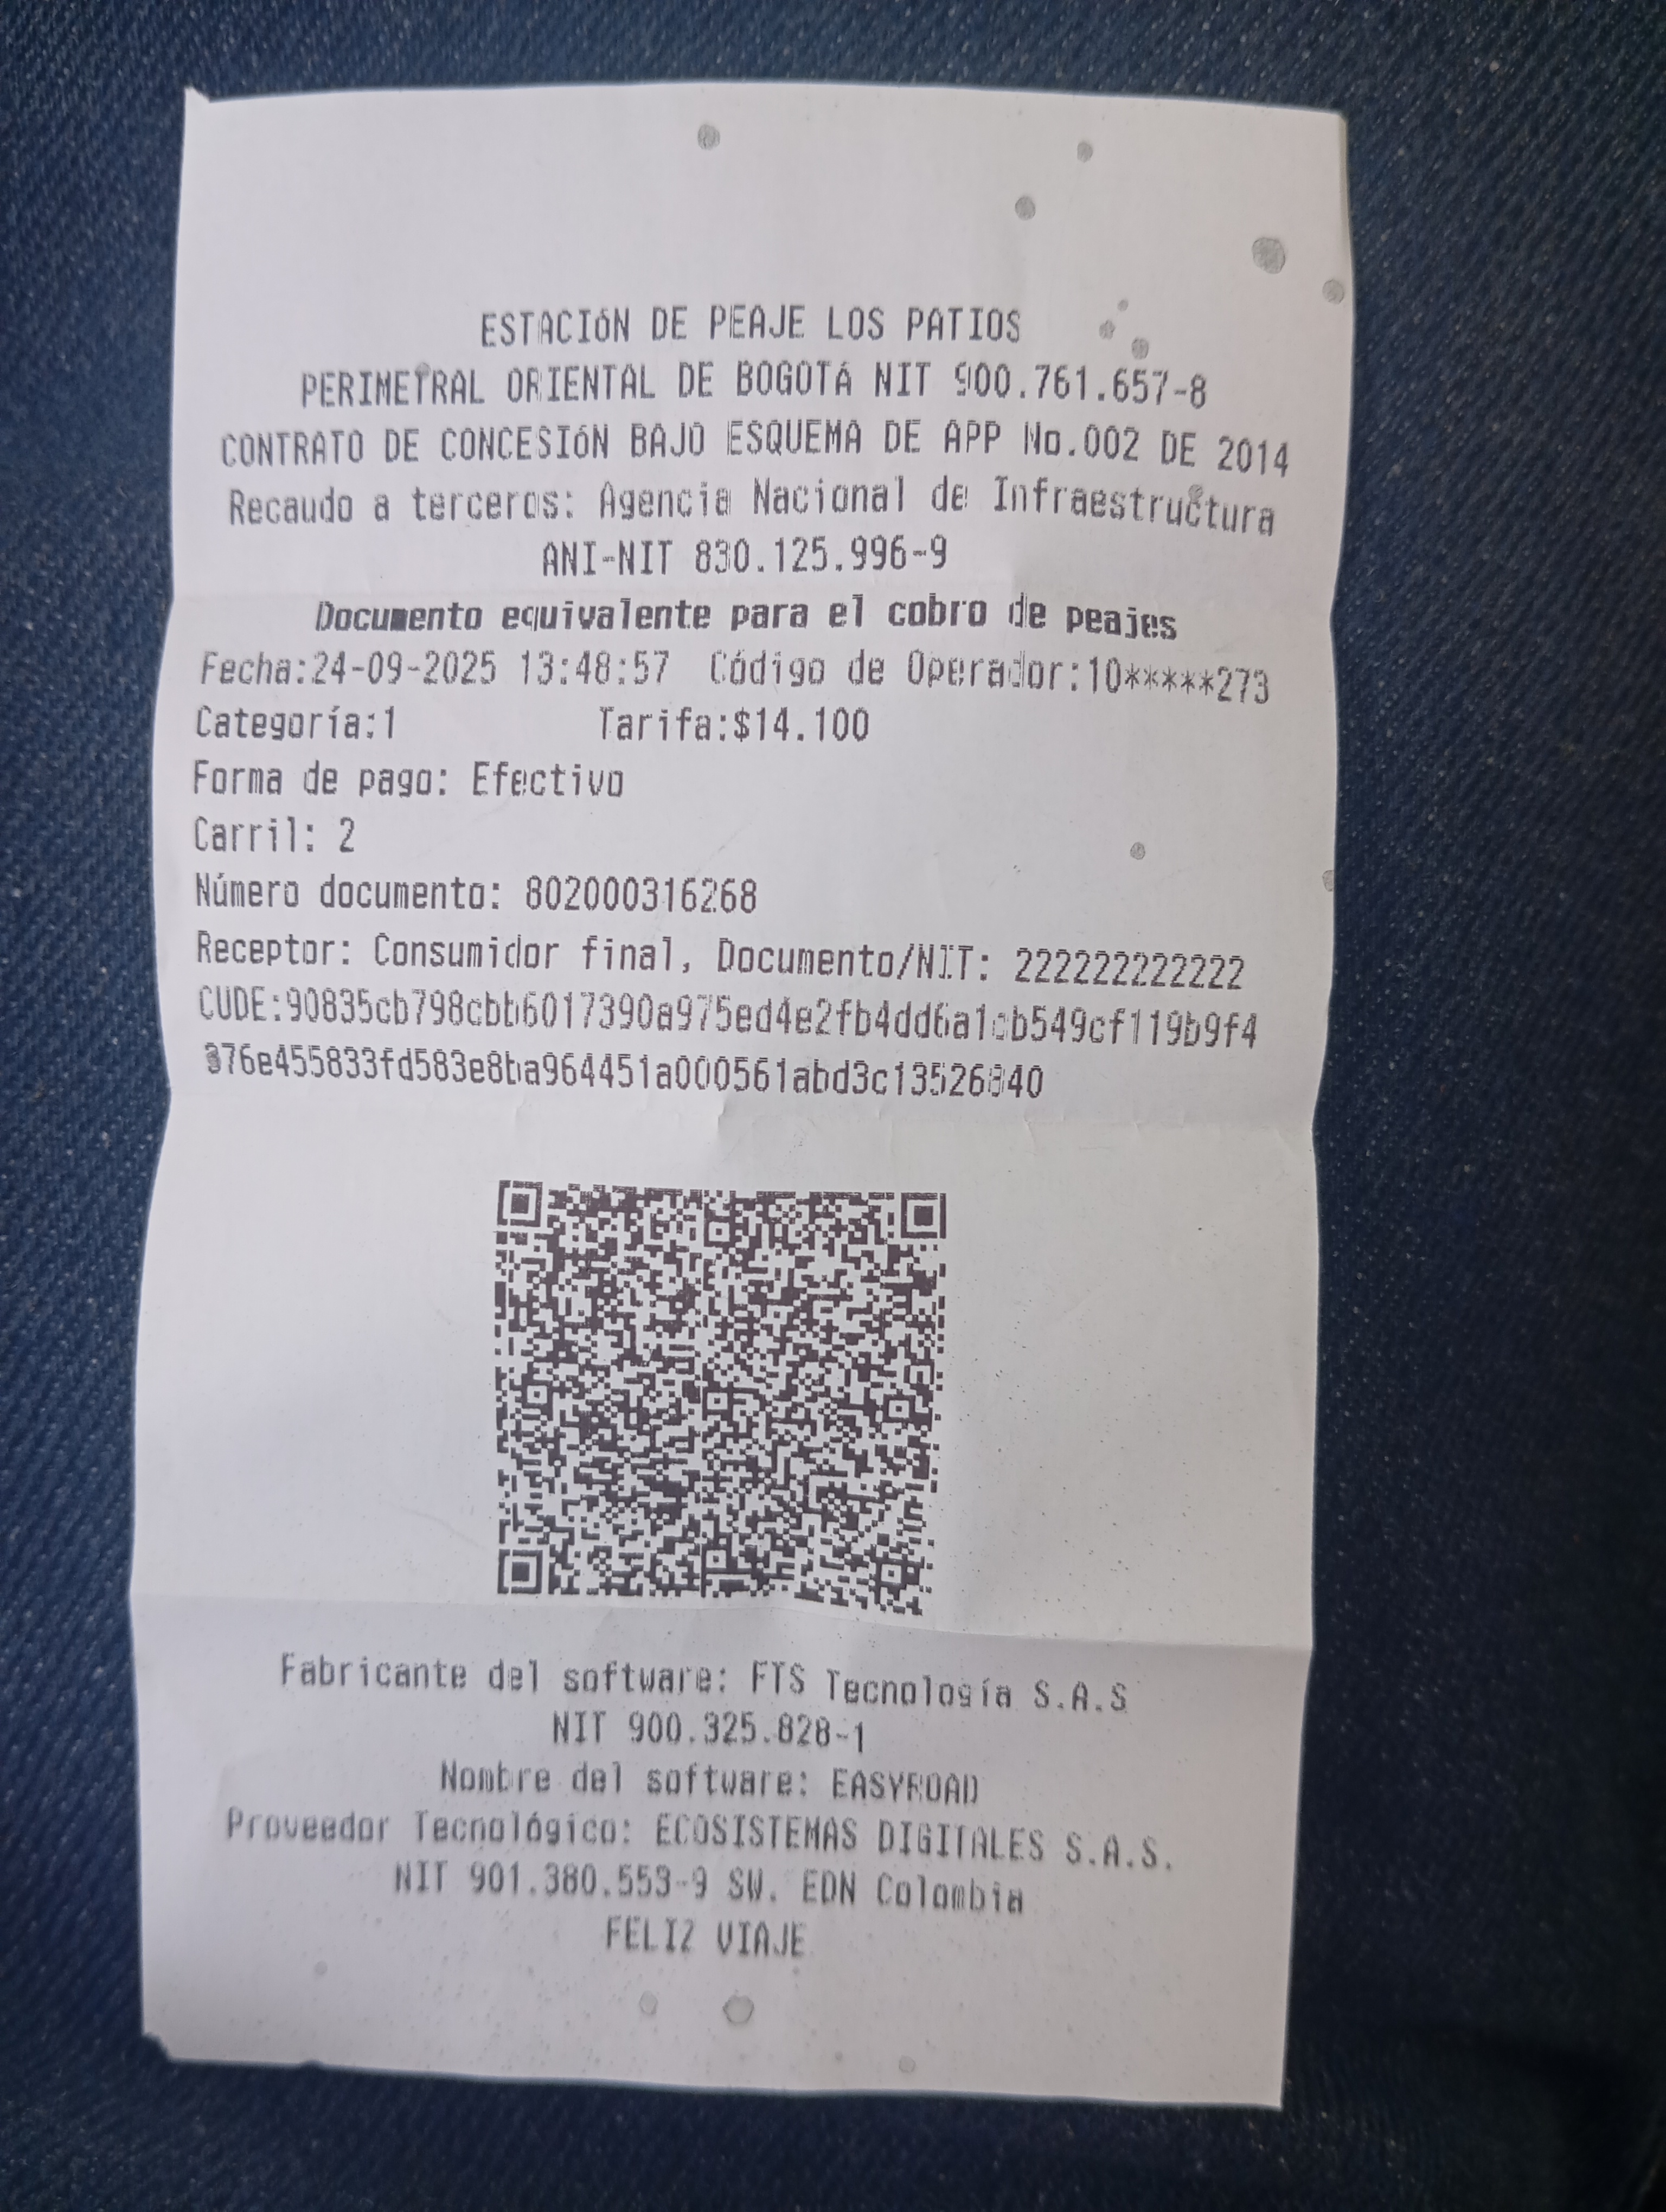 ESTACIÓN DE PEAJE LOS PATIOS
PERIMETRAL ORIENTAL DE BOGOTÁ NIT 900.761.657-8
CONTRATO DE CONCESIÓN BAJO ESQUEMA DE APP No.002 DE 2014
Recaudo a terceros: Agencia Nacional de Infraestructura
ANI-NIT 830.125.996-9
Documento equivalente para el cobro de peajes
Fecha:24-09-2025 13:48:57 Código de Operador:10*****273
Categoría:1 Tarifa:$14.100
Forma de pago: Efectivo
Carril: 2
Número documento: 802000316268
Receptor: Consumidor final, Documento/NIT: 222222222222
CUDE:90835cb798cbb6017390a975ed4e2fb4dd6a1cb549cf119b9f4
376e455833fd583e8ba964451a000561abd3c13526840
Fabricante del software: FTS Tecnología S.A.S
NIT 900.325.828-1
Nombre del software: EASYROAD
Proveedor Tecnológico: ECOSISTEMAS DIGITALES S.A.S.
NIT 901.380.553-9 SW. EDN Colombia
FELIZ VIAJE